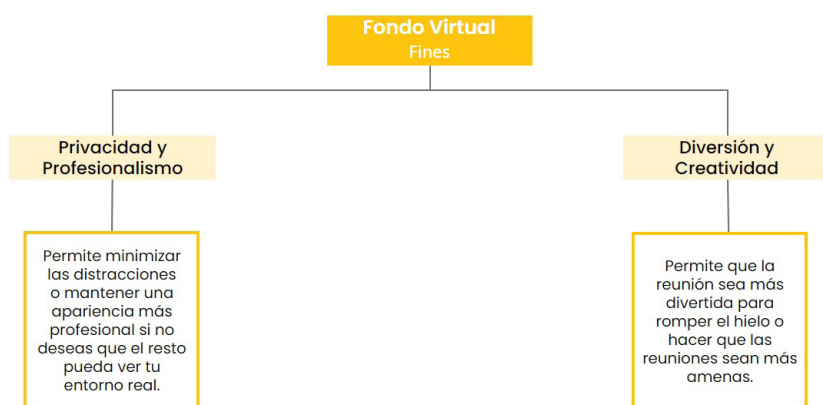 Fondo Virtual
Fines
Privacidad y
Profesionalismo
Permite minimizar
las distracciones
o mantener una
apariencia más
profesional si no
deseas que el resto
pueda ver tu
entorno real.
Diversión y
Creatividad
Permite que la
reunión sea más
divertida para
romper el hielo o
hacer que las
reuniones sean más
amenas.